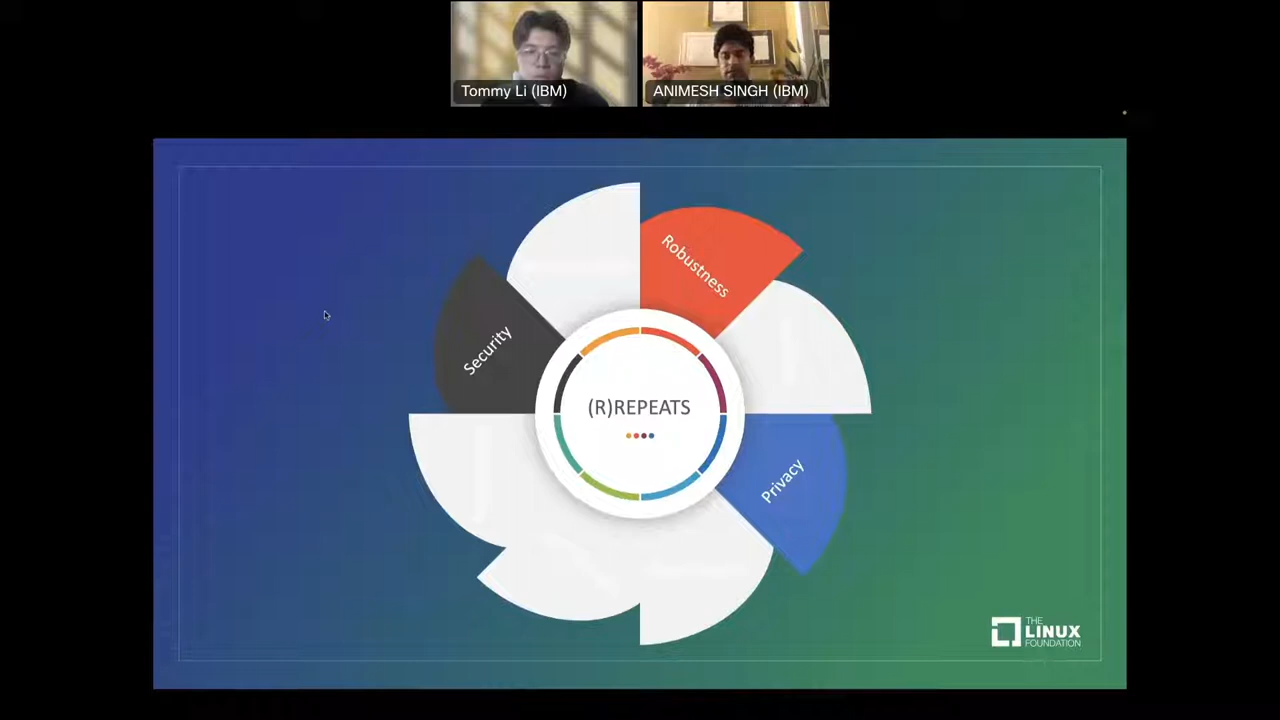 Tommy Li (IBM)
ANIMESH SINGH (IBM)
Robustness
Security
(R)REPEATS
Privacy
THE
LINUX
FOUNDATION